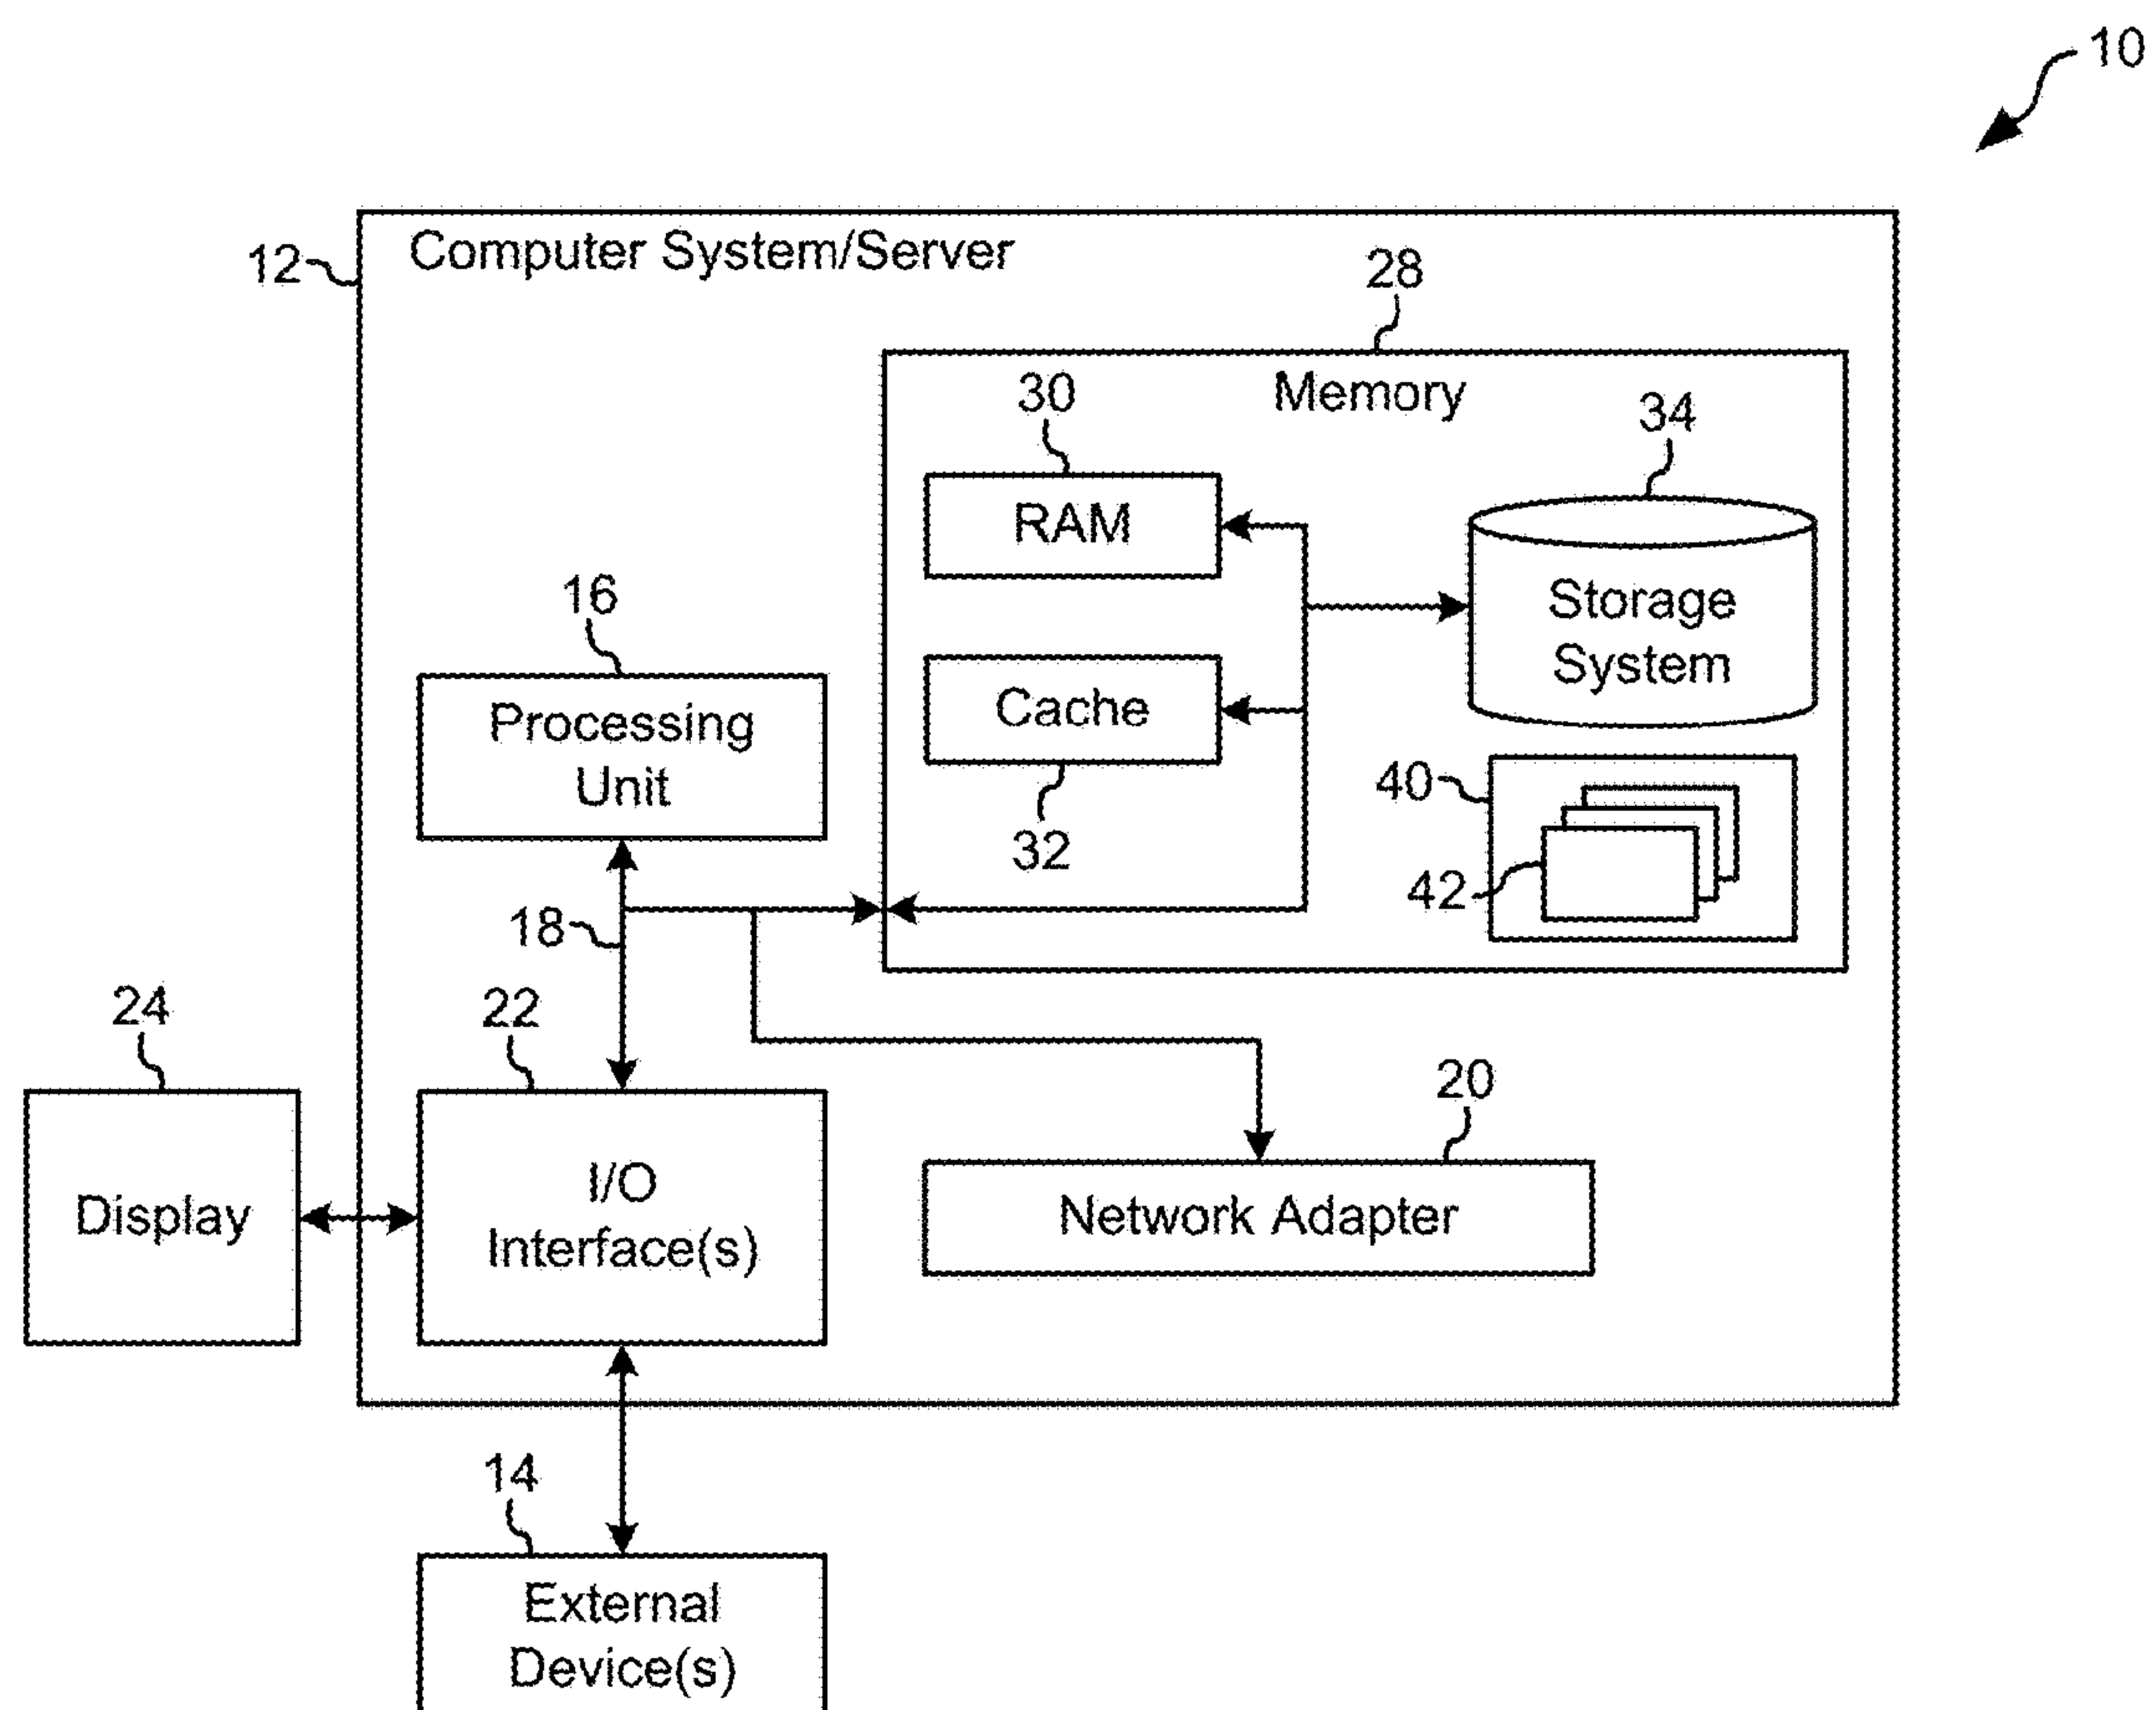 10
12
Computer System/Server
28
Memory
30
RAM
34
Storage
System
16
Processing
Unit
Cache
32
40
42
18
24
Display
22
I/O
Interface(s)
20
Network Adapter
14
External
Device(s)